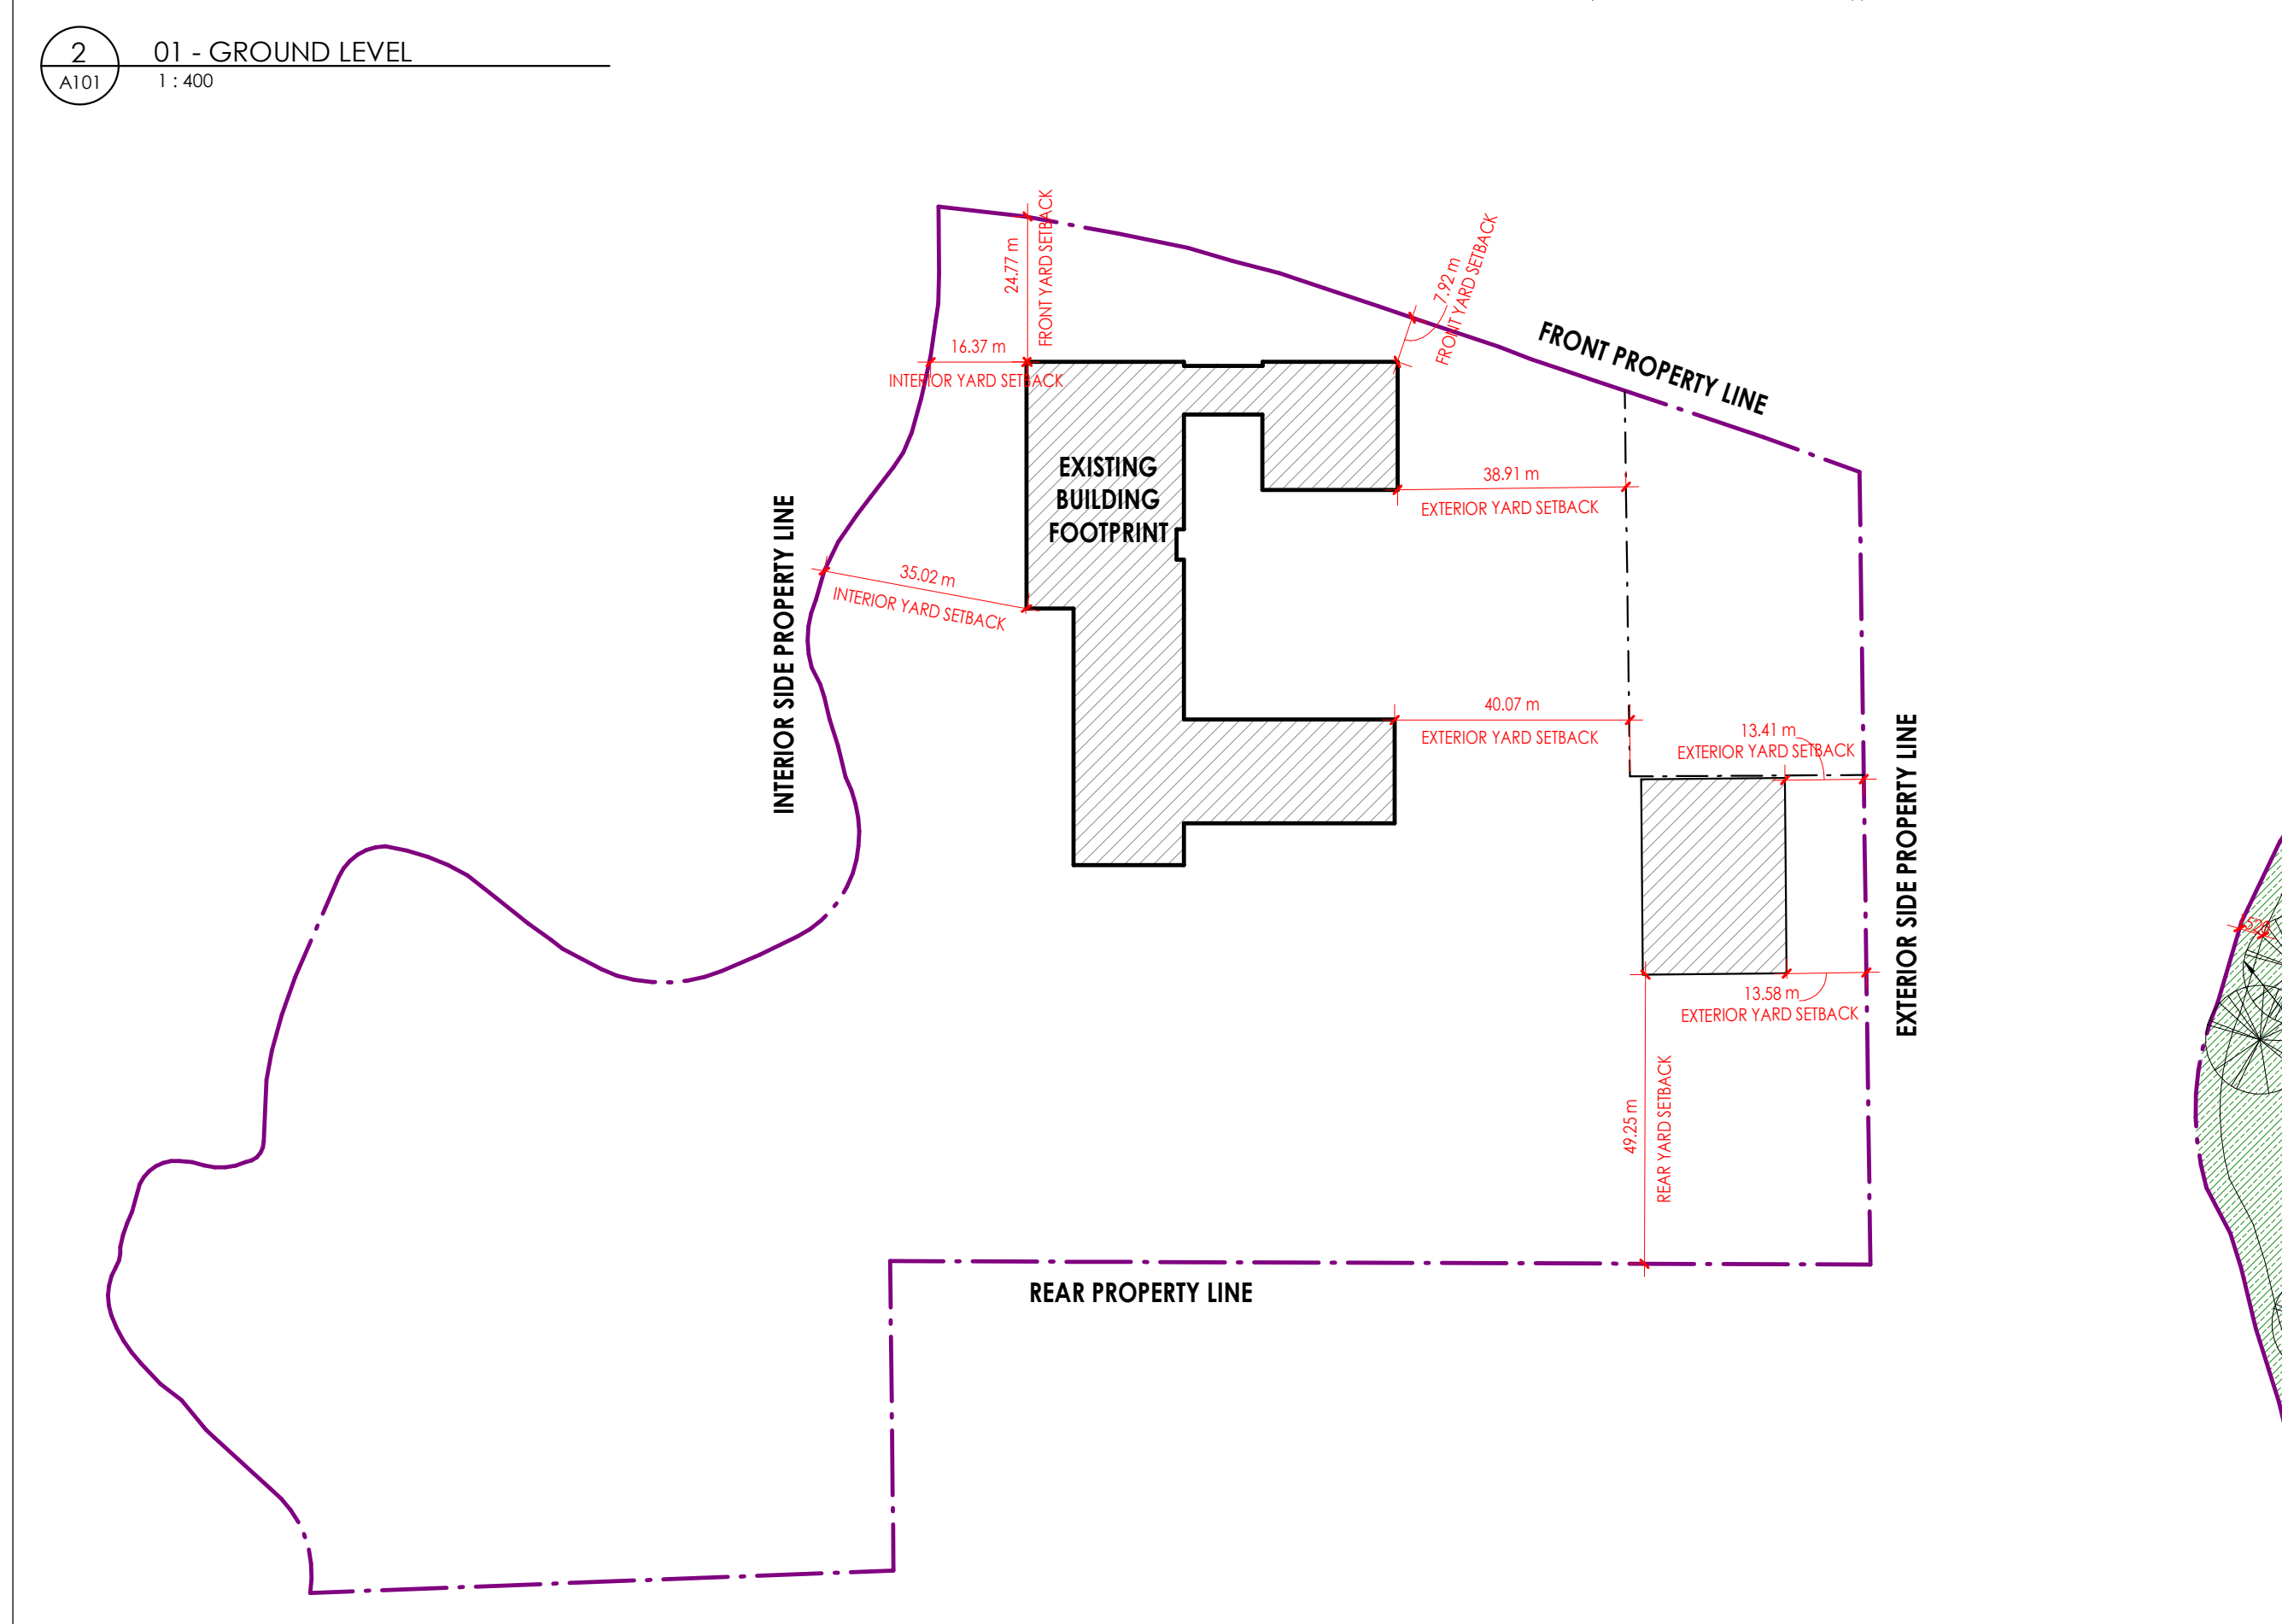 2
A101
01 - GROUND LEVEL
1 : 400
24.77 m
FRONT YARD SETBACK
7.92 m
FRONT YARD SETBACK
FRONT PROPERTY LINE
16.37 m
INTERIOR YARD SETBACK
EXISTING
BUILDING
FOOTPRINT
38.91 m
EXTERIOR YARD SETBACK
INTERIOR SIDE PROPERTY LINE
35.02 m
INTERIOR YARD SETBACK
40.07 m
EXTERIOR YARD SETBACK
13.41 m
EXTERIOR YARD SETBACK
EXTERIOR SIDE PROPERTY LINE
13.58 m
EXTERIOR YARD SETBACK
49.25 m
REAR YARD SETBACK
REAR PROPERTY LINE